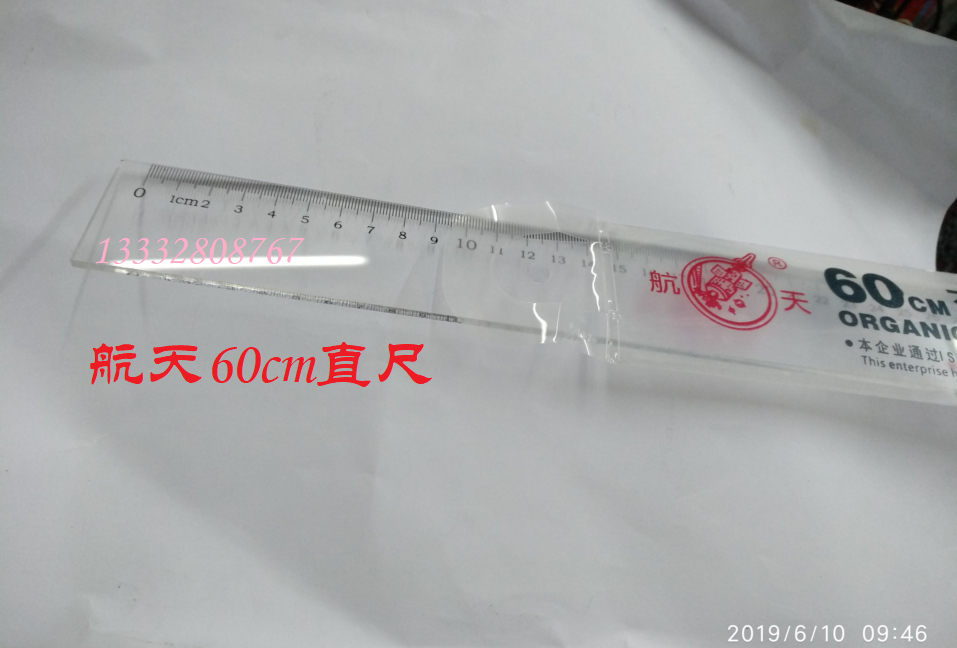 0 1cm 2 3 4 5 6 7 8 9 10 11 12 13 14 15
13332808767
航天 60cm直尺
航 ® 天
60CM
ORGANIC
•本企业通过IS
This enterprise
2019/6/10 09:46